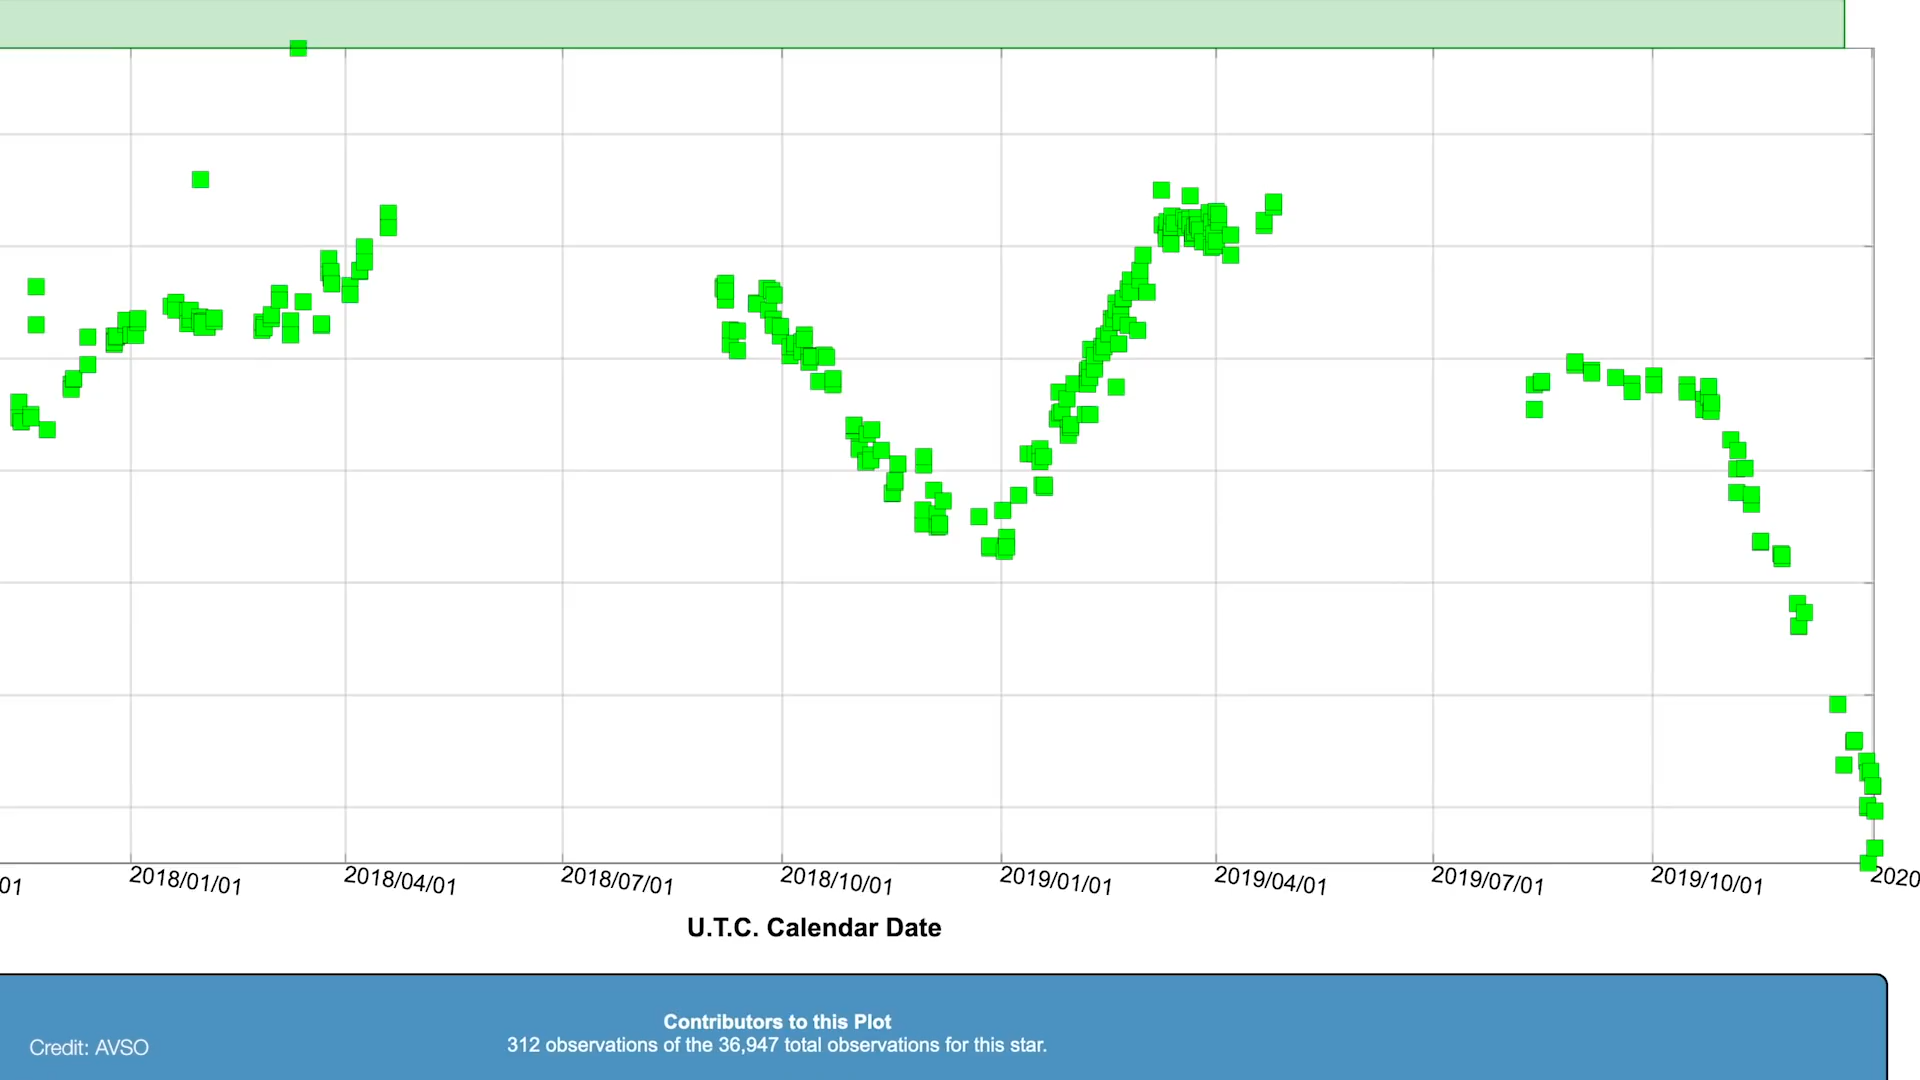 01
2018/01/01
2018/04/01
2018/07/01
2018/10/01
2019/01/01
2019/04/01
2019/07/01
2019/10/01
2020
U.T.C. Calendar Date
Contributors to this Plot
312 observations of the 36,947 total observations for this star.
Credit: AVSO